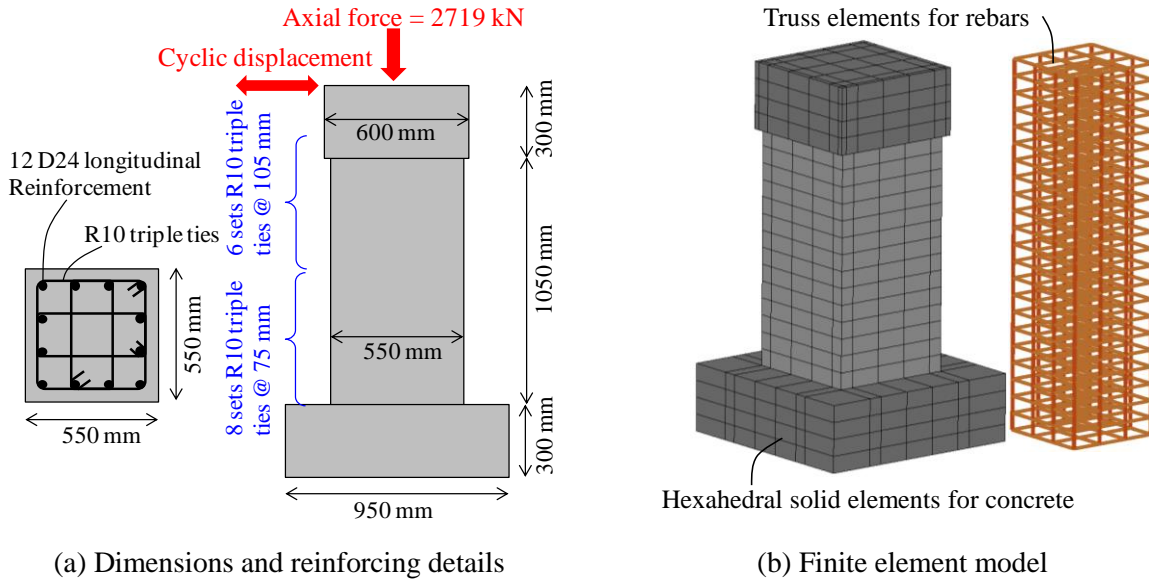 Axial force = 2719 kN
Cyclic displacement
600 mm
300 mm
6 sets R10 triple
ties @ 105 mm
12 D24 longitudinal
Reinforcement
R10 triple ties
550 mm
550 mm
8 sets R10 triple
ties @ 75 mm
1050 mm
550 mm
300 mm
950 mm
(a) Dimensions and reinforcing details
Truss elements for rebars
Hexahedral solid elements for concrete
(b) Finite element model